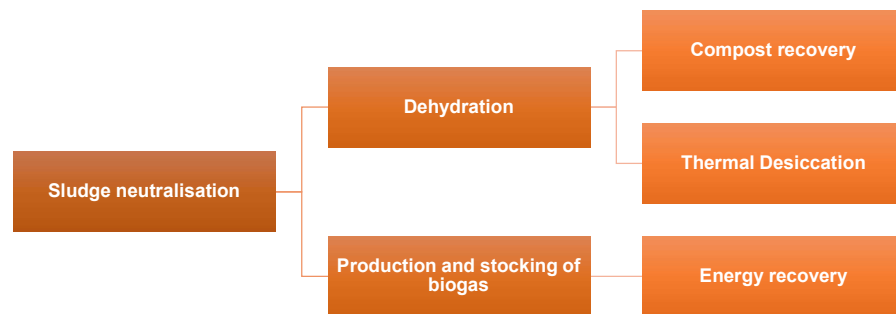 Sludge neutralisation
Dehydration
Compost recovery
Thermal Desiccation
Production and stocking of
biogas
Energy recovery